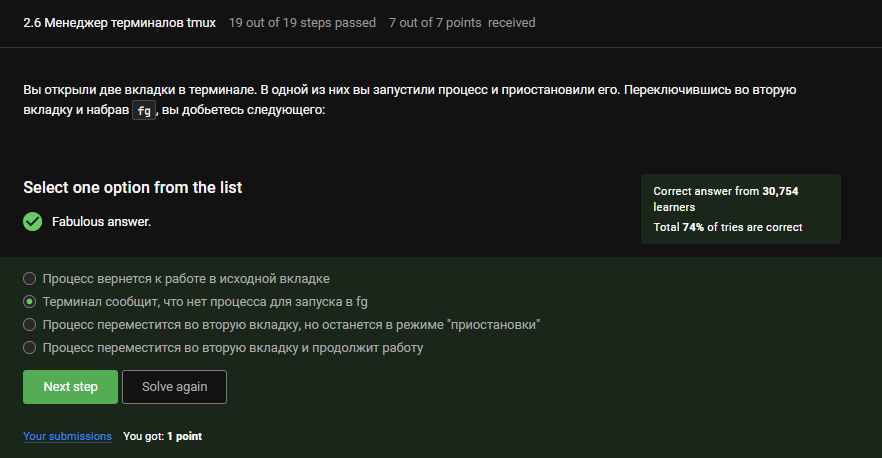 2.6 Менеджер терминалов tmux 19 out of 19 steps passed 7 out of 7 points received
Вы открыли две вкладки в терминале. В одной из них вы запустили процесс и приостановили его. Переключившись во вторую
вкладку и набрав fg, вы добьетесь следующего:
Select one option from the list
Fabulous answer.
Correct answer from 30,754
learners
Total 74% of tries are correct
Процесс вернется к работе в исходной вкладке
Терминал сообщит, что нет процесса для запуска в fg
Процесс переместится во вторую вкладку, но останется в режиме "приостановки"
Процесс переместится во вторую вкладку и продолжит работу
Next step Solve again
Your submissions You got: 1 point